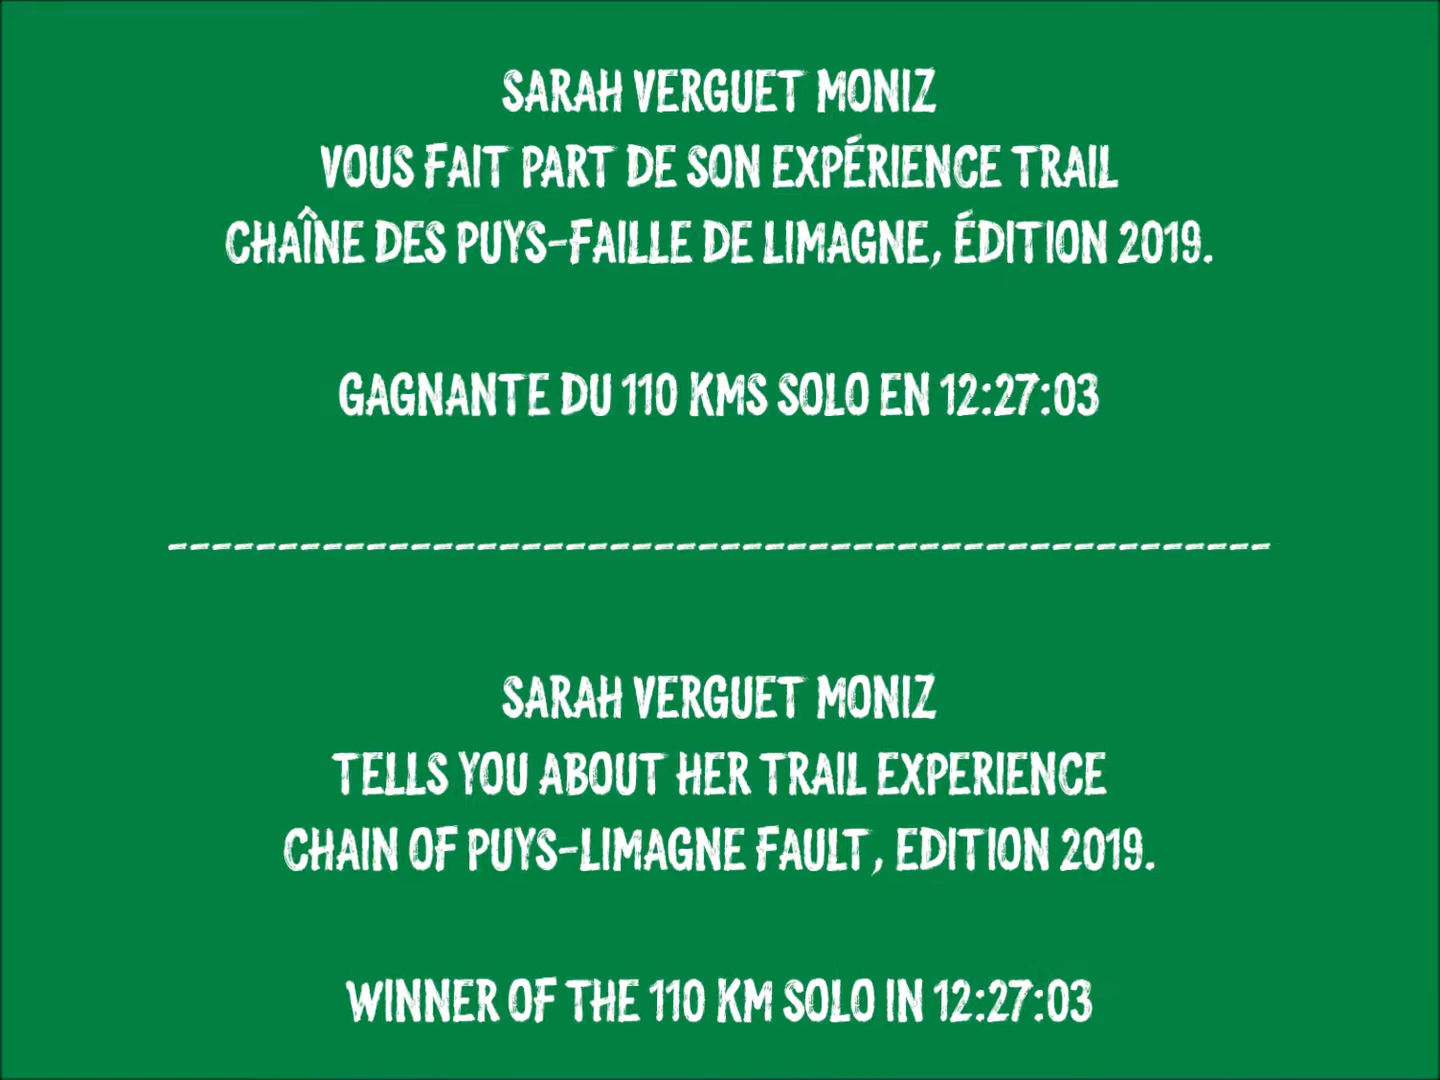 SARAH VERGUET MONIZ
VOUS FAIT PART DE SON EXPÉRIENCE TRAIL
CHAÎNE DES PUYS-FAILLE DE LIMAGNE, ÉDITION 2019.
GAGNANTE DU 110 KMS SOLO EN 12:27:03
---------------------------------------------------
SARAH VERGUET MONIZ
TELLS YOU ABOUT HER TRAIL EXPERIENCE
CHAIN OF PUYS-LIMAGNE FAULT, EDITION 2019.
WINNER OF THE 110 KM SOLO IN 12:27:03